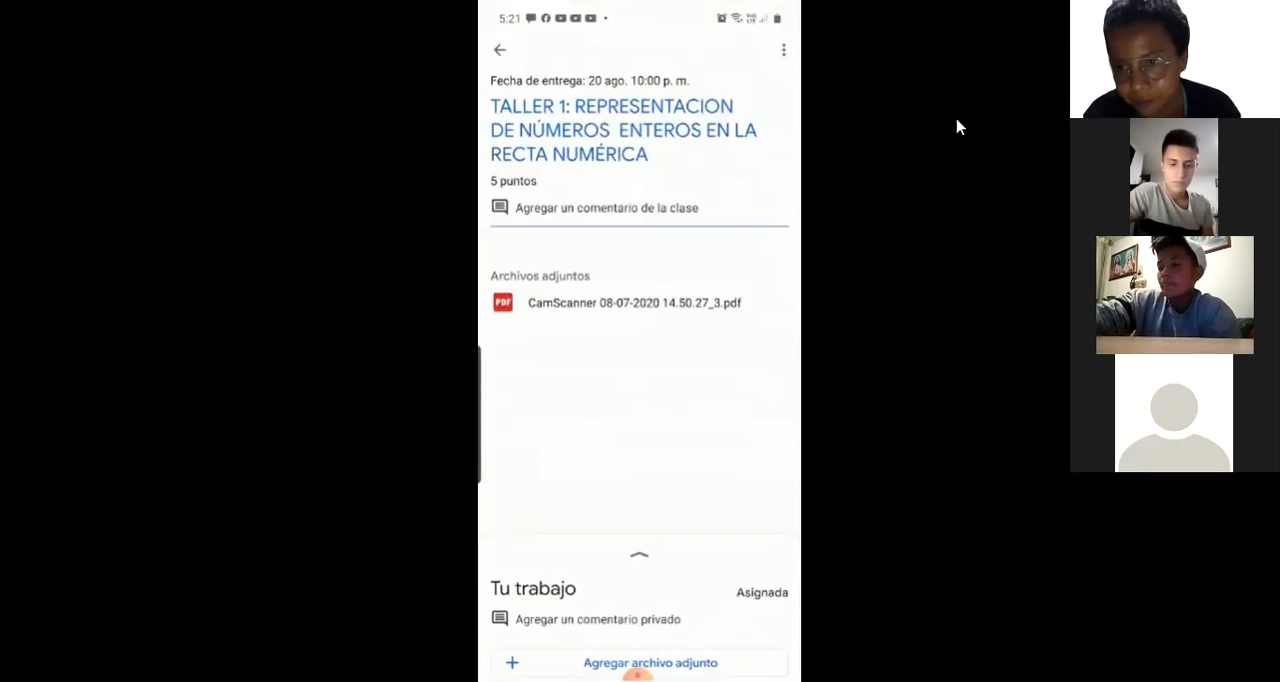 5:21
Fecha de entrega: 20 ago. 10:00 p. m.
TALLER 1: REPRESENTACION
DE NÚMEROS ENTEROS EN LA
RECTA NUMÉRICA
5 puntos
Agregar un comentario de la clase
Archivos adjuntos
PDF CamScanner 08-07-2020 14.50.27_3.pdf
Tu trabajo
Asignada
Agregar un comentario privado
+ Agregar archivo adjunto